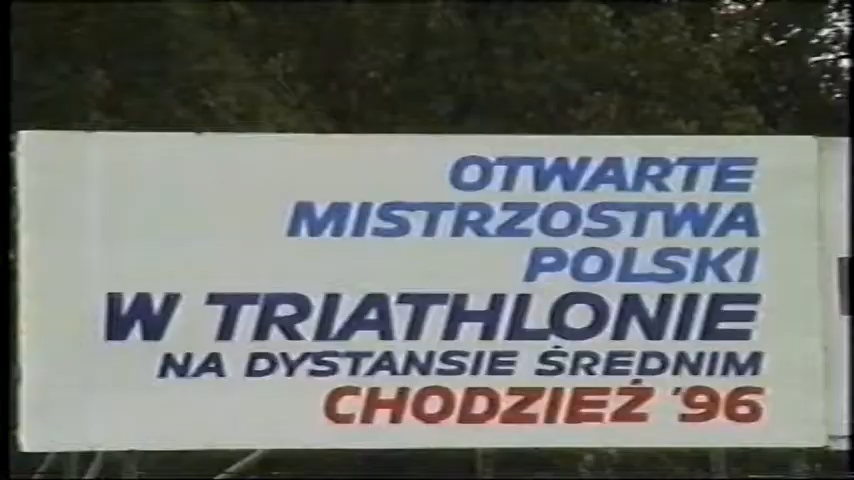 OTWARTE
MISTRZOSTWA
POLSKI
W TRIATHLONIE
NA DYSTANSIE ŚREDNIM
CHODZIEŻ '96